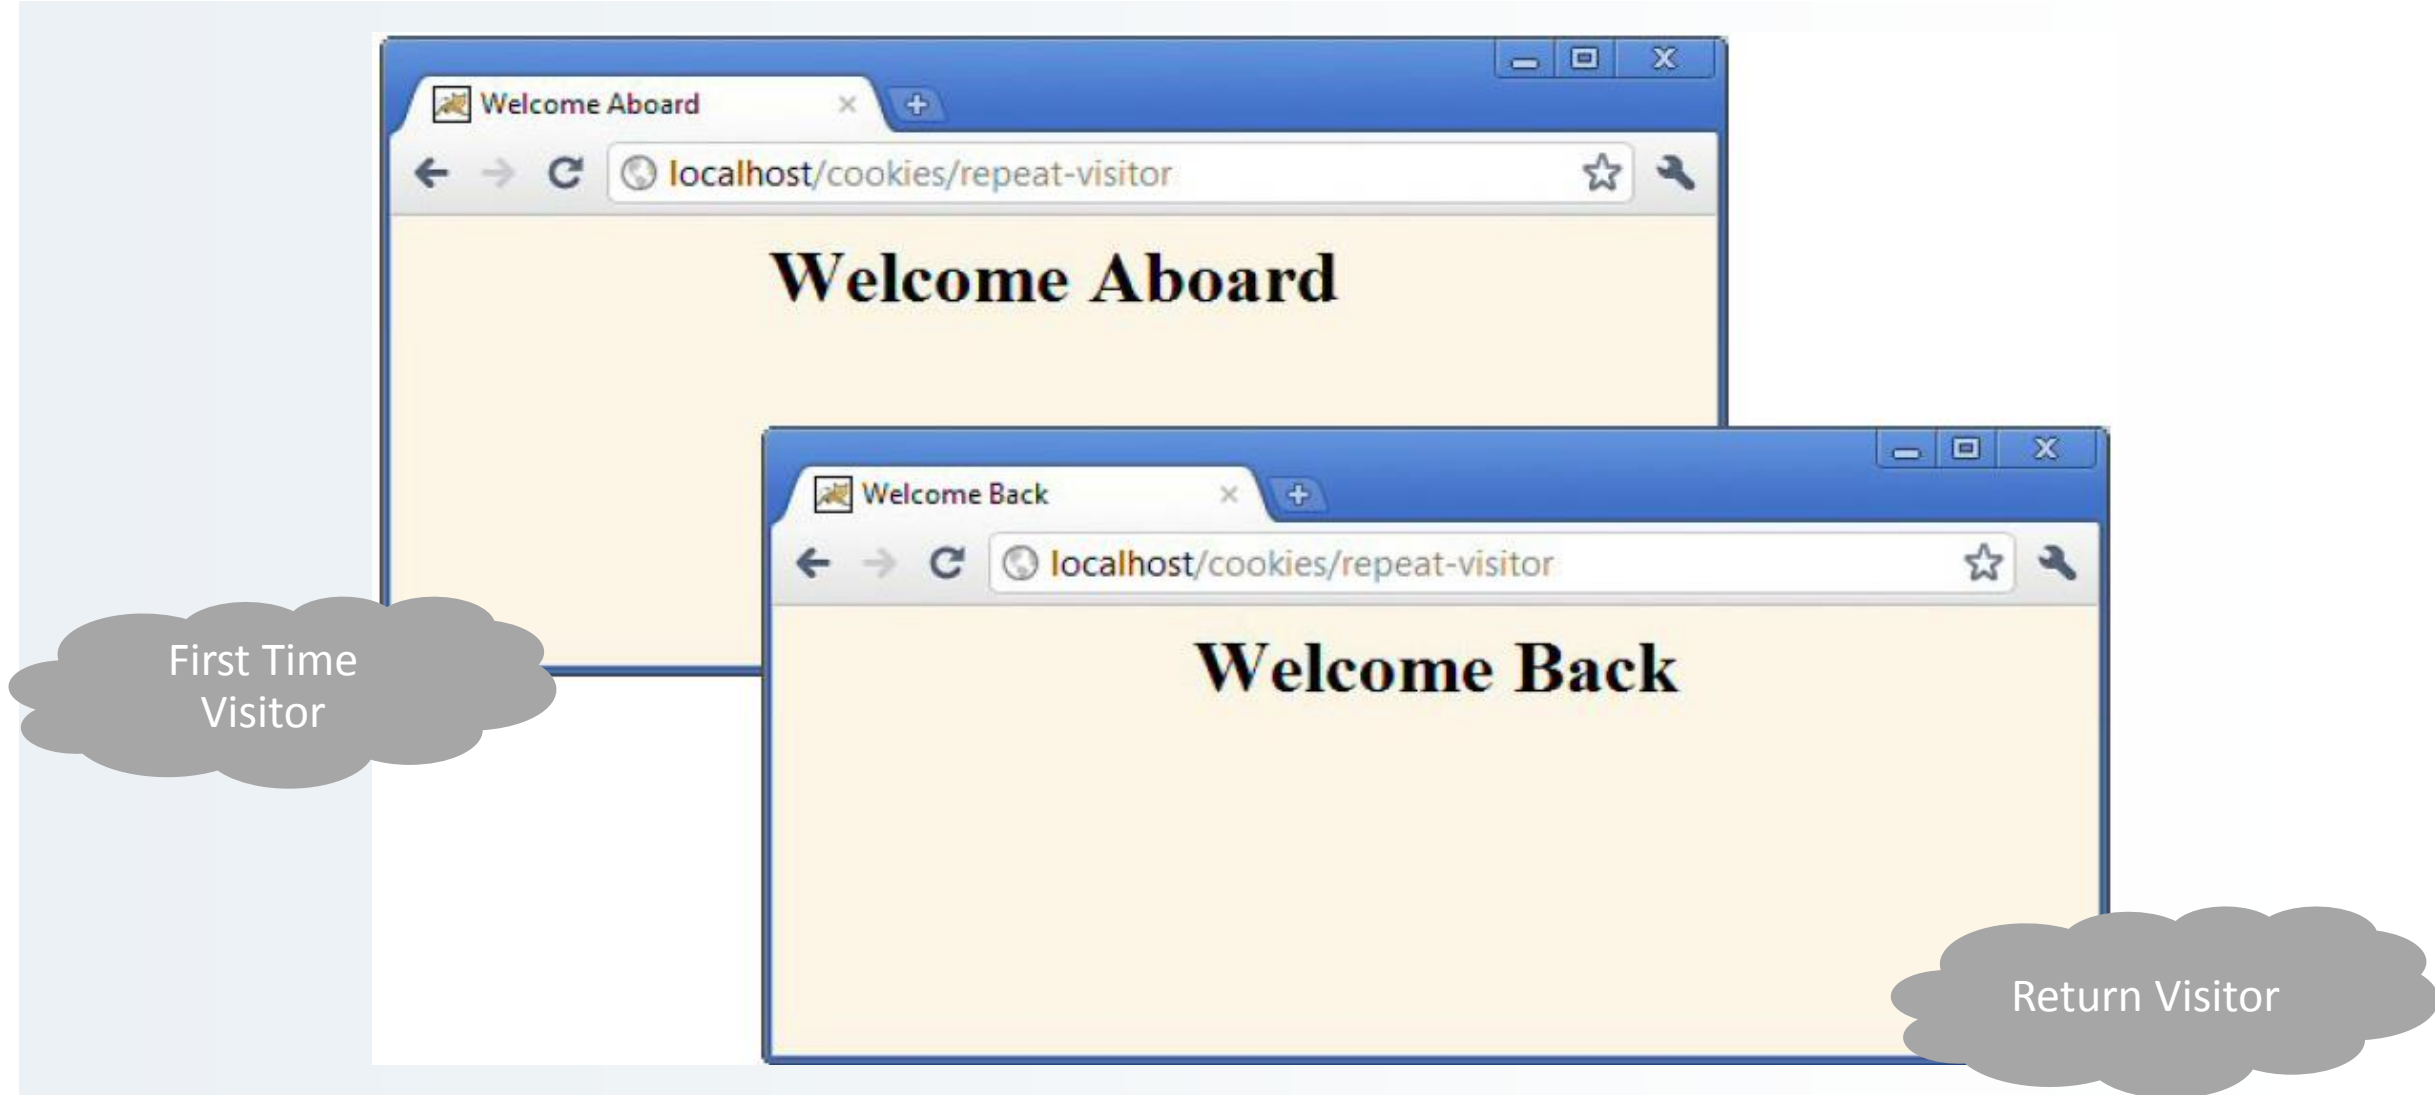 Welcome Aboard
localhost/cookies/repeat-visitor
Welcome Aboard
First Time
Visitor
Welcome Back
localhost/cookies/repeat-visitor
Welcome Back
Return Visitor